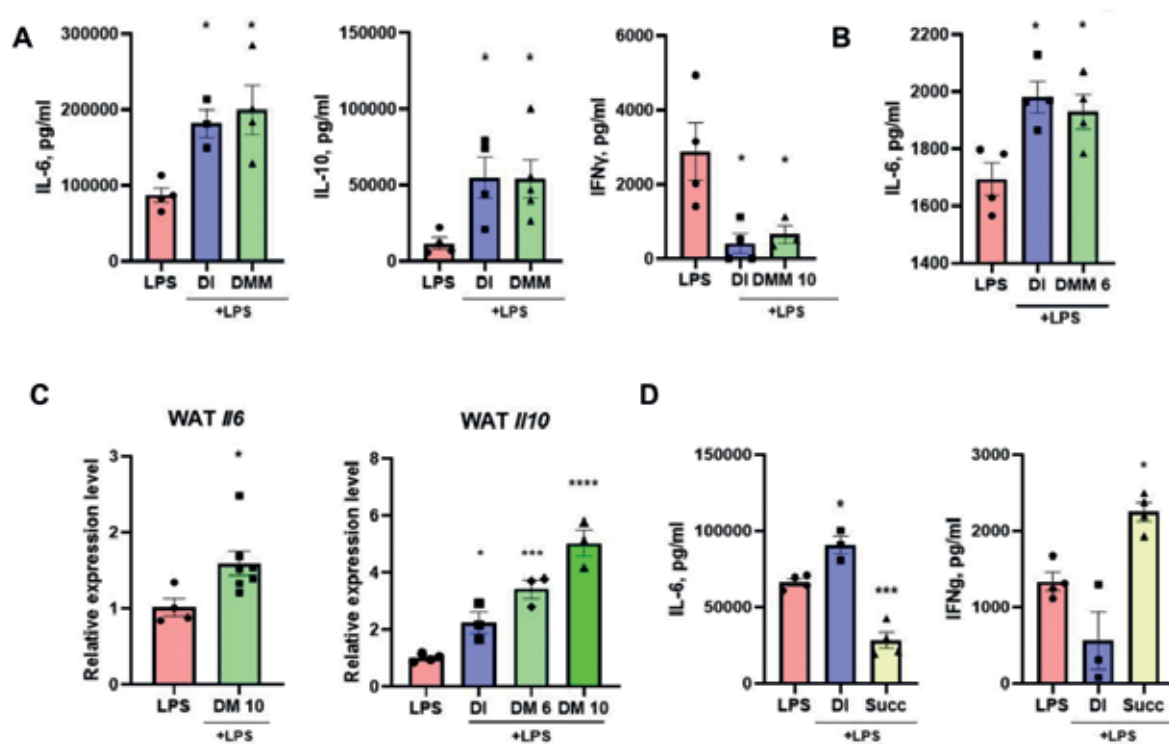 A
IL-6, pg/ml
300000
200000
100000
0
*
*
LPS
DI
DMM
+LPS
IL-10, pg/ml
150000
100000
50000
0
*
*
LPS
DI
DMM
+LPS
IFNγ, pg/ml
6000
4000
2000
0
*
*
LPS
DI
DMM 10
+LPS
B
IL-6, pg/ml
2200
2000
1800
1600
1400
*
*
LPS
DI
DMM 6
+LPS
C
WAT Il6
Relative expression level
3
2
1
0
*
LPS
DM 10
+LPS
WAT Il10
Relative expression level
8
6
4
2
0
*
***
****
LPS
DI
DM 6
DM 10
+LPS
D
IL-6, pg/ml
150000
100000
50000
0
*
***
LPS
DI
Succ
+LPS
IFNg, pg/ml
3000
2000
1000
0
*
LPS
DI
Succ
+LPS